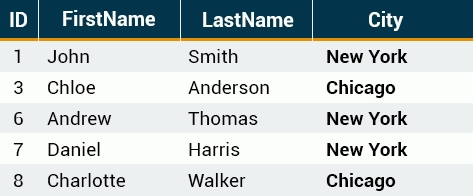 ID FirstName LastName City
1 John Smith New York
3 Chloe Anderson Chicago
6 Andrew Thomas New York
7 Daniel Harris New York
8 Charlotte Walker Chicago